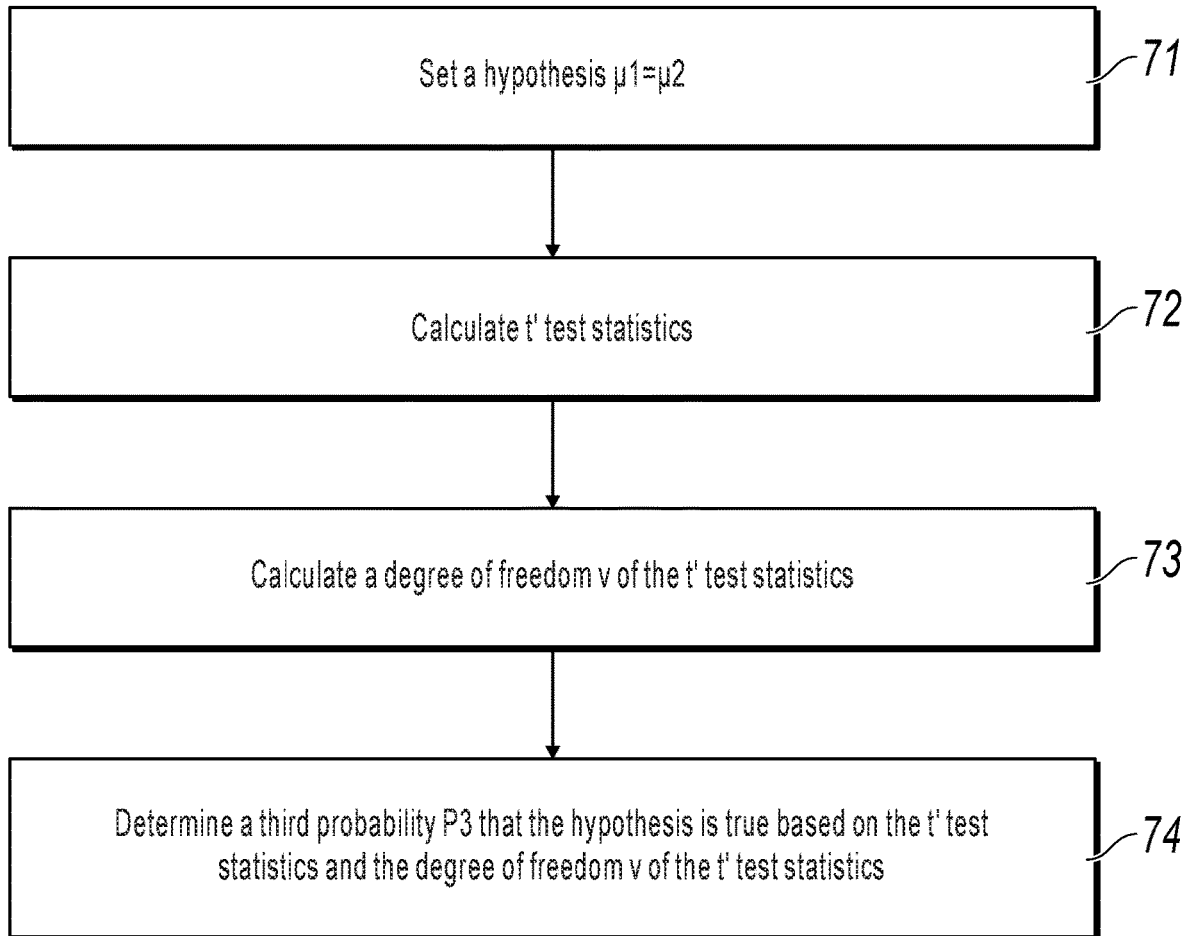 Set a hypothesis μ1=μ2
71
Calculate t' test statistics
72
Calculate a degree of freedom v of the t' test statistics
73
Determine a third probability P3 that the hypothesis is true based on the t' test
statistics and the degree of freedom v of the t' test statistics
74